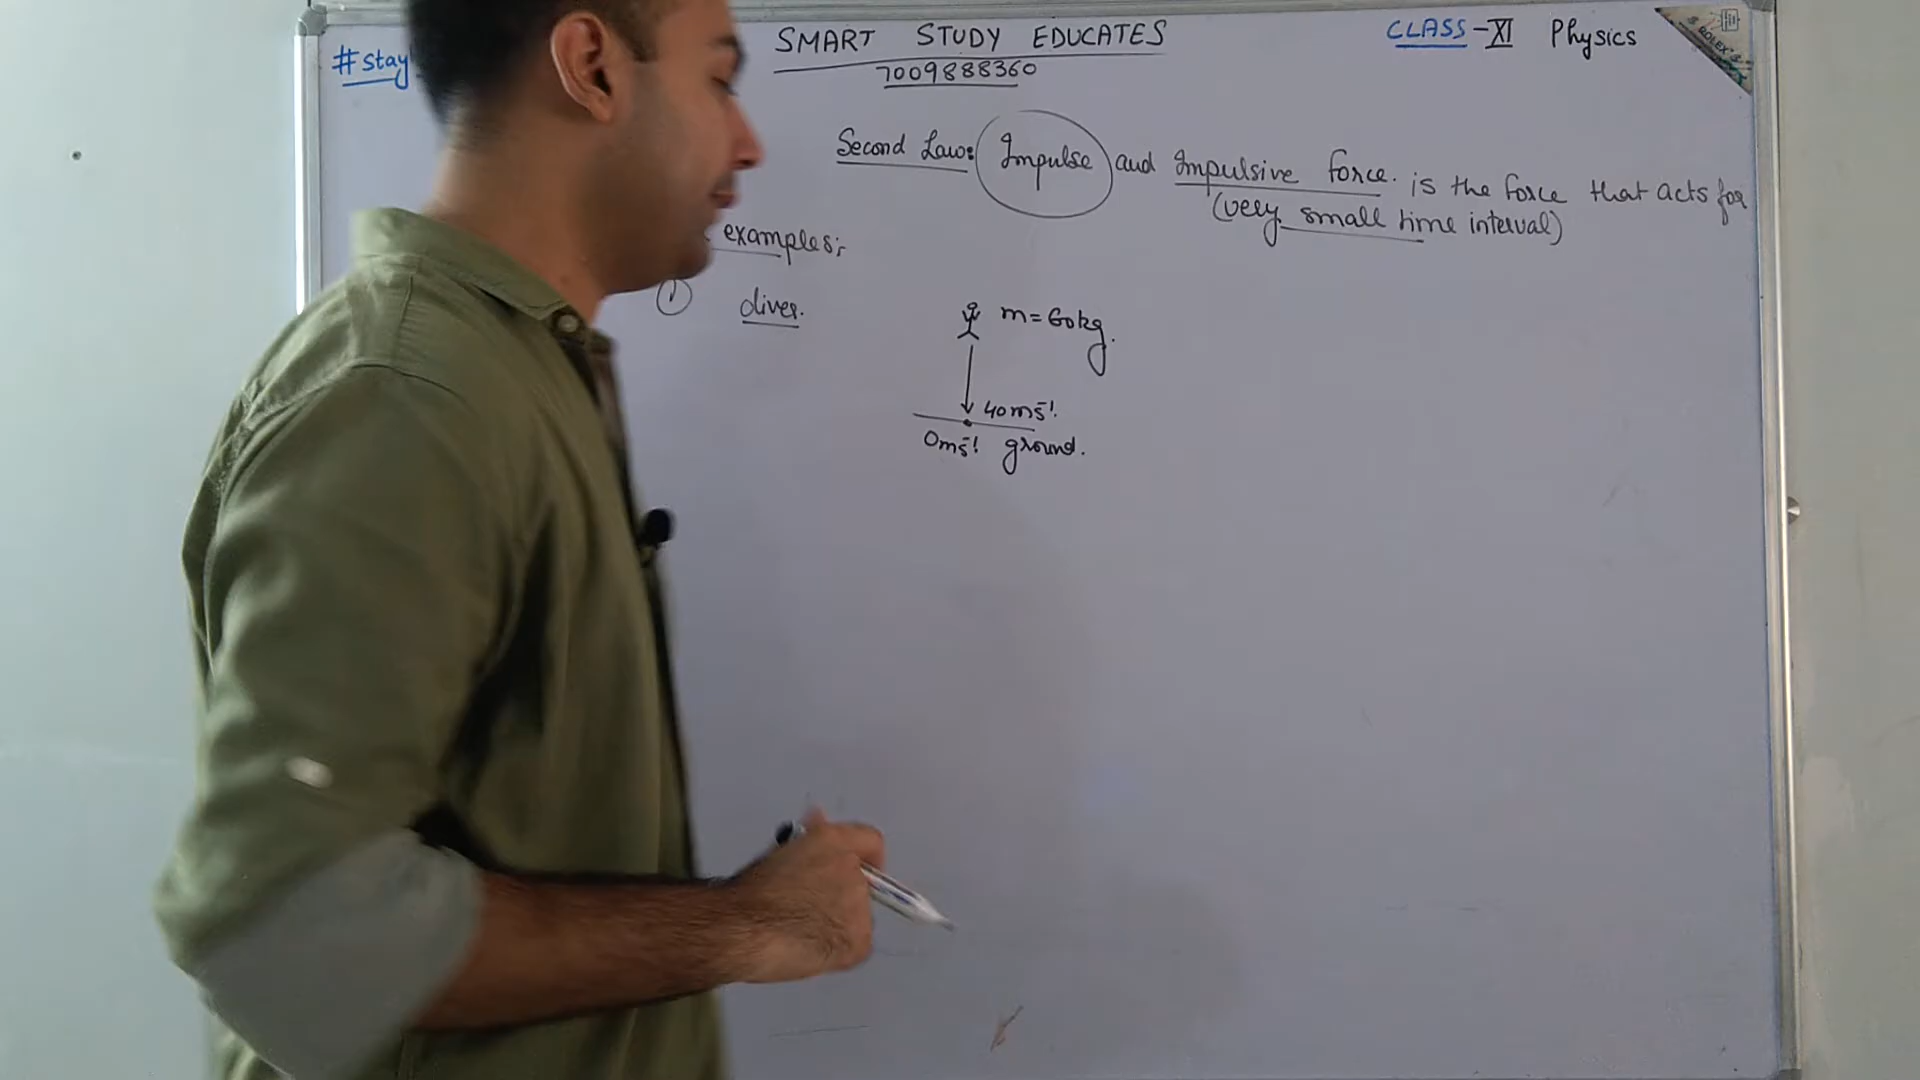 #stay
SMART STUDY EDUCATES
7009888360
CLASS-XI Physics
ROLEX
Second Law: Impulse and Impulsive force. is the force that acts for
(very small time interval)
examples:-
① diver.
m=60kg.
40ms⁻¹.
0ms⁻¹. ground.